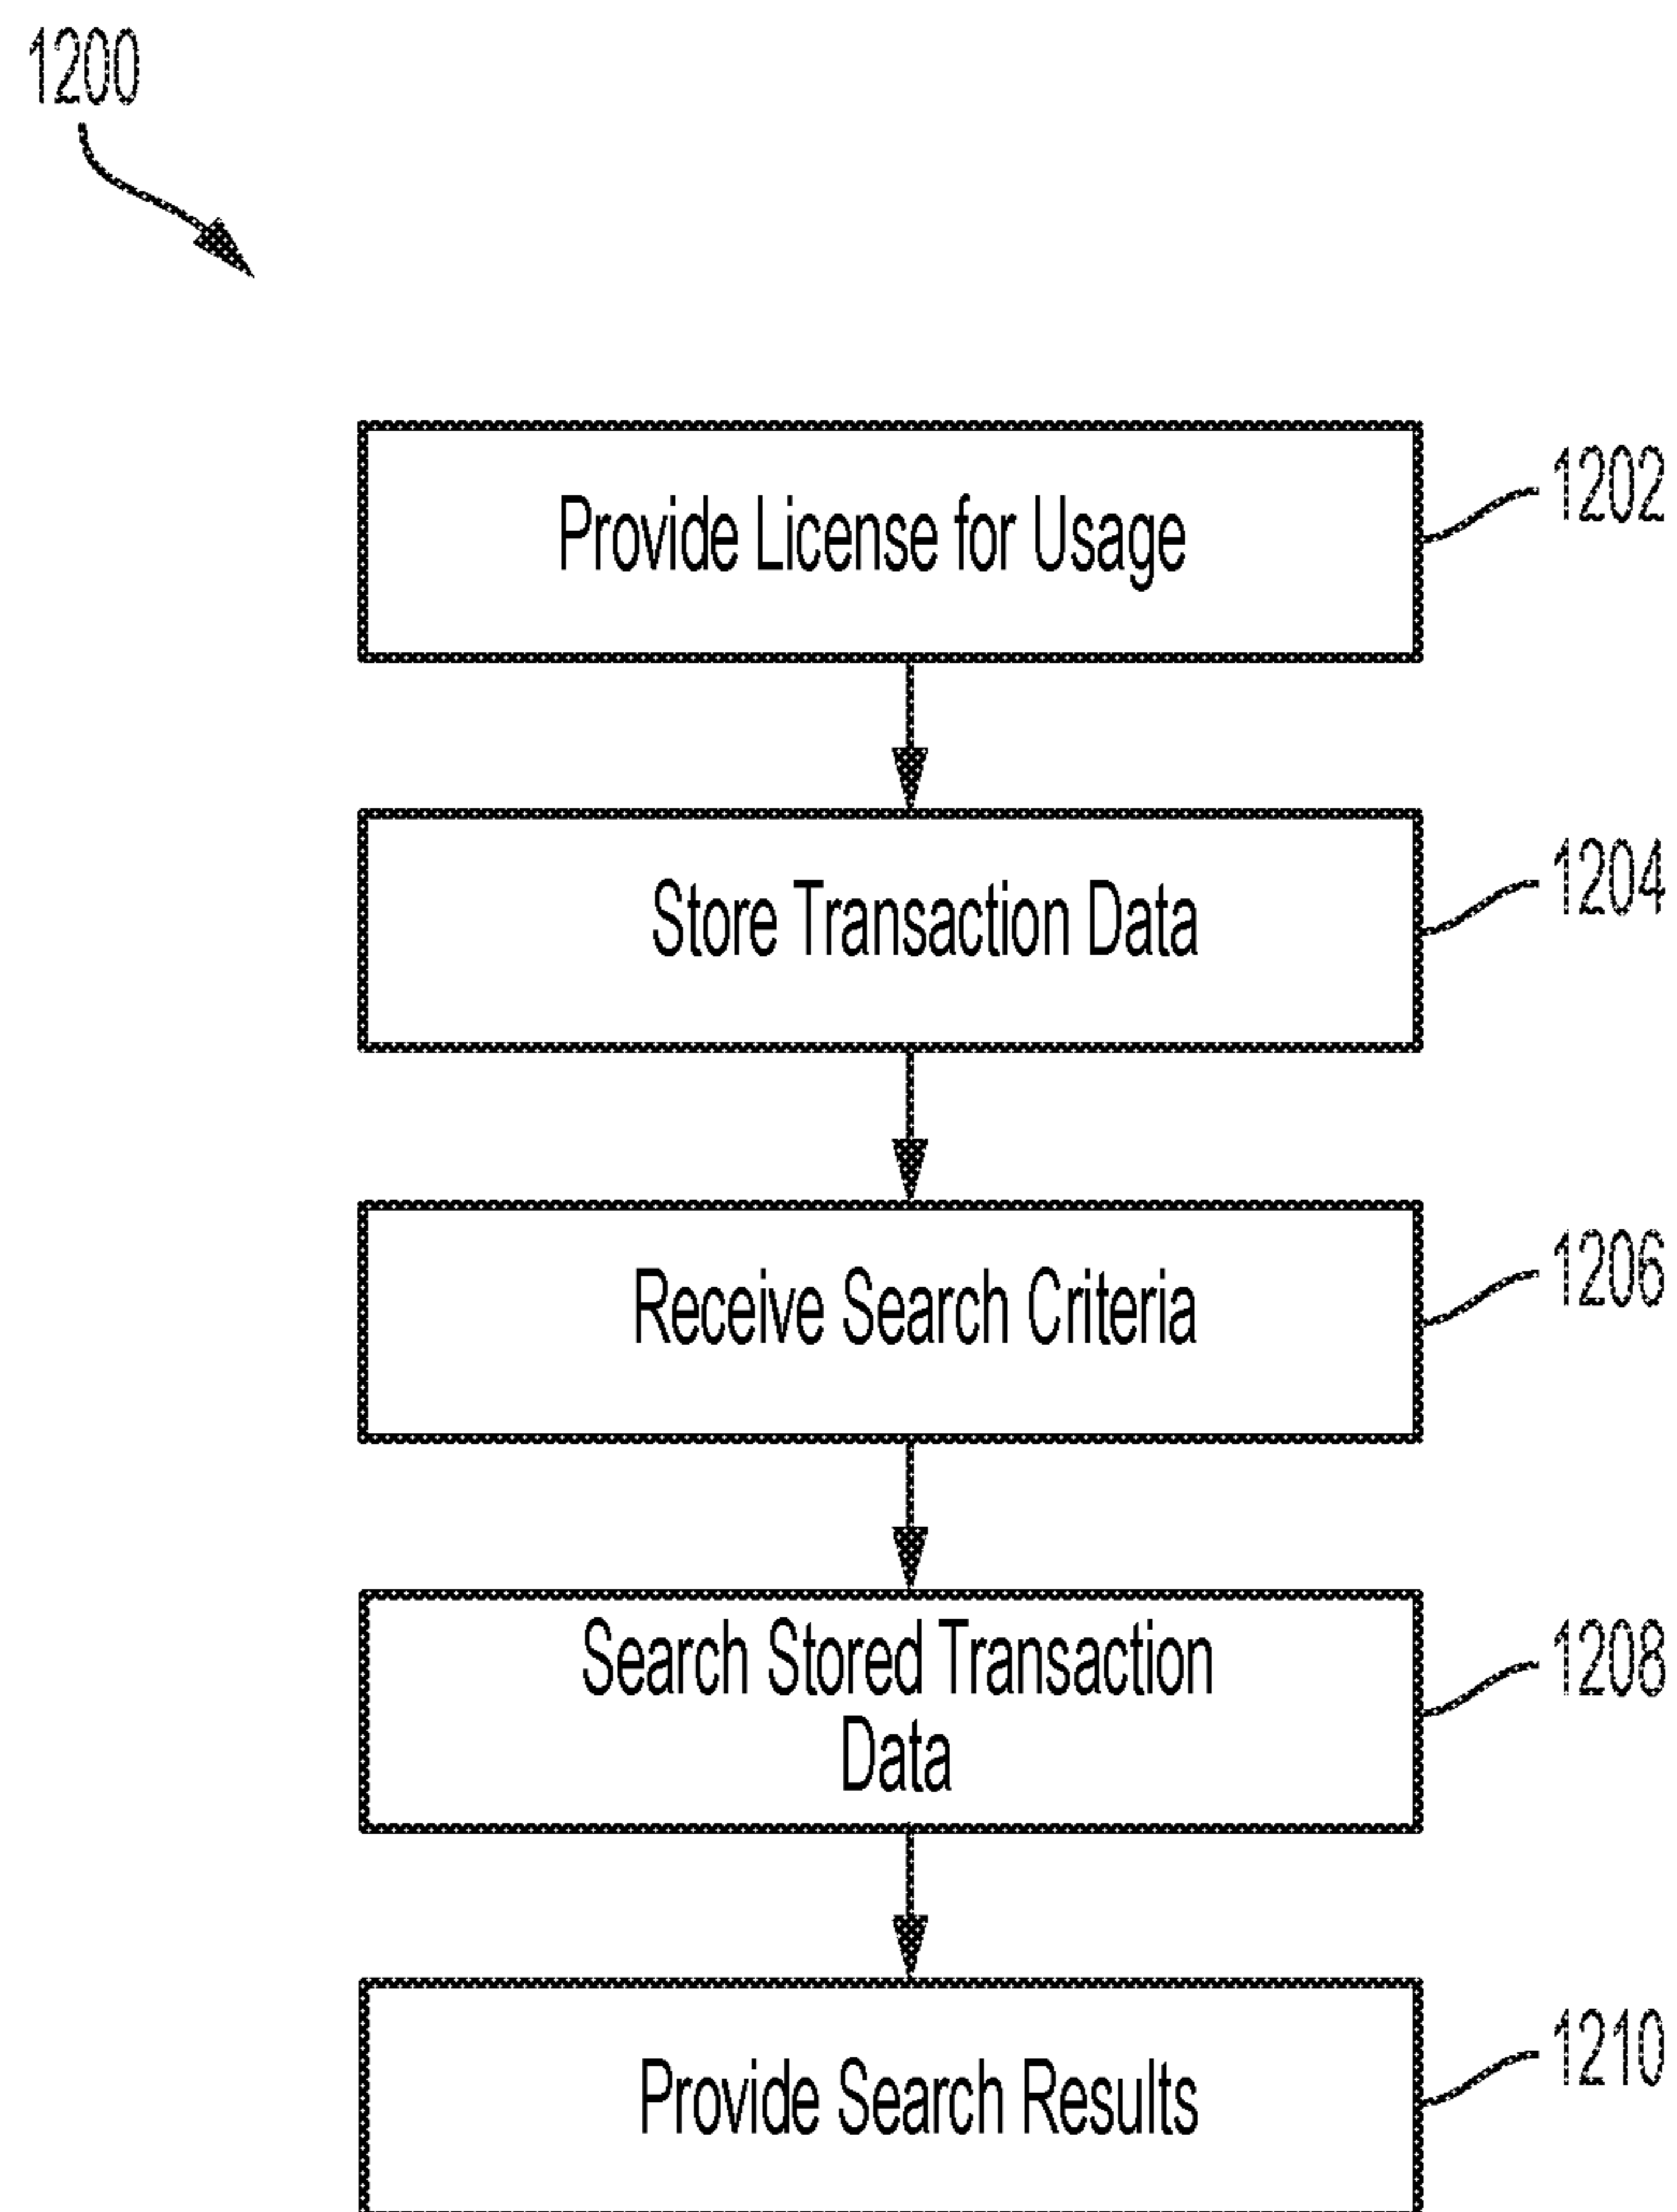 1200
Provide License for Usage
1202
Store Transaction Data
1204
Receive Search Criteria
1206
Search Stored Transaction
Data
1208
Provide Search Results
1210